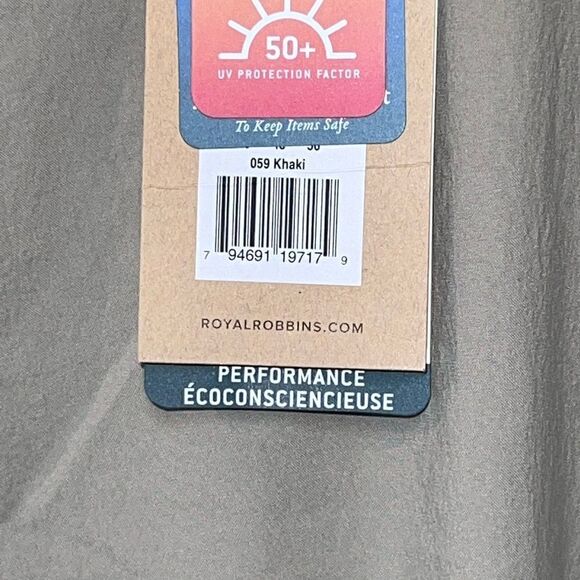 50+
UV PROTECTION FACTOR
To Keep Items Safe
059 Khaki
7 94691 19717 9
ROYALROBBINS.COM
PERFORMANCE
ÉCOCONSCIENCIEUSE